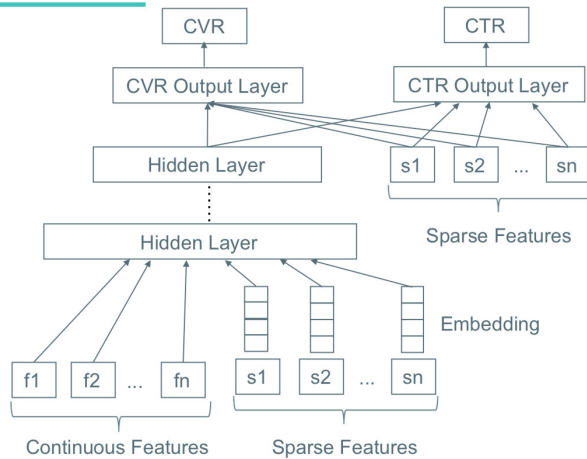 CVR CTR
CVR Output Layer CTR Output Layer
Hidden Layer s1 s2 ... sn
Sparse Features
Hidden Layer
Embedding
f1 f2 ... fn s1 s2 ... sn
Continuous Features Sparse Features